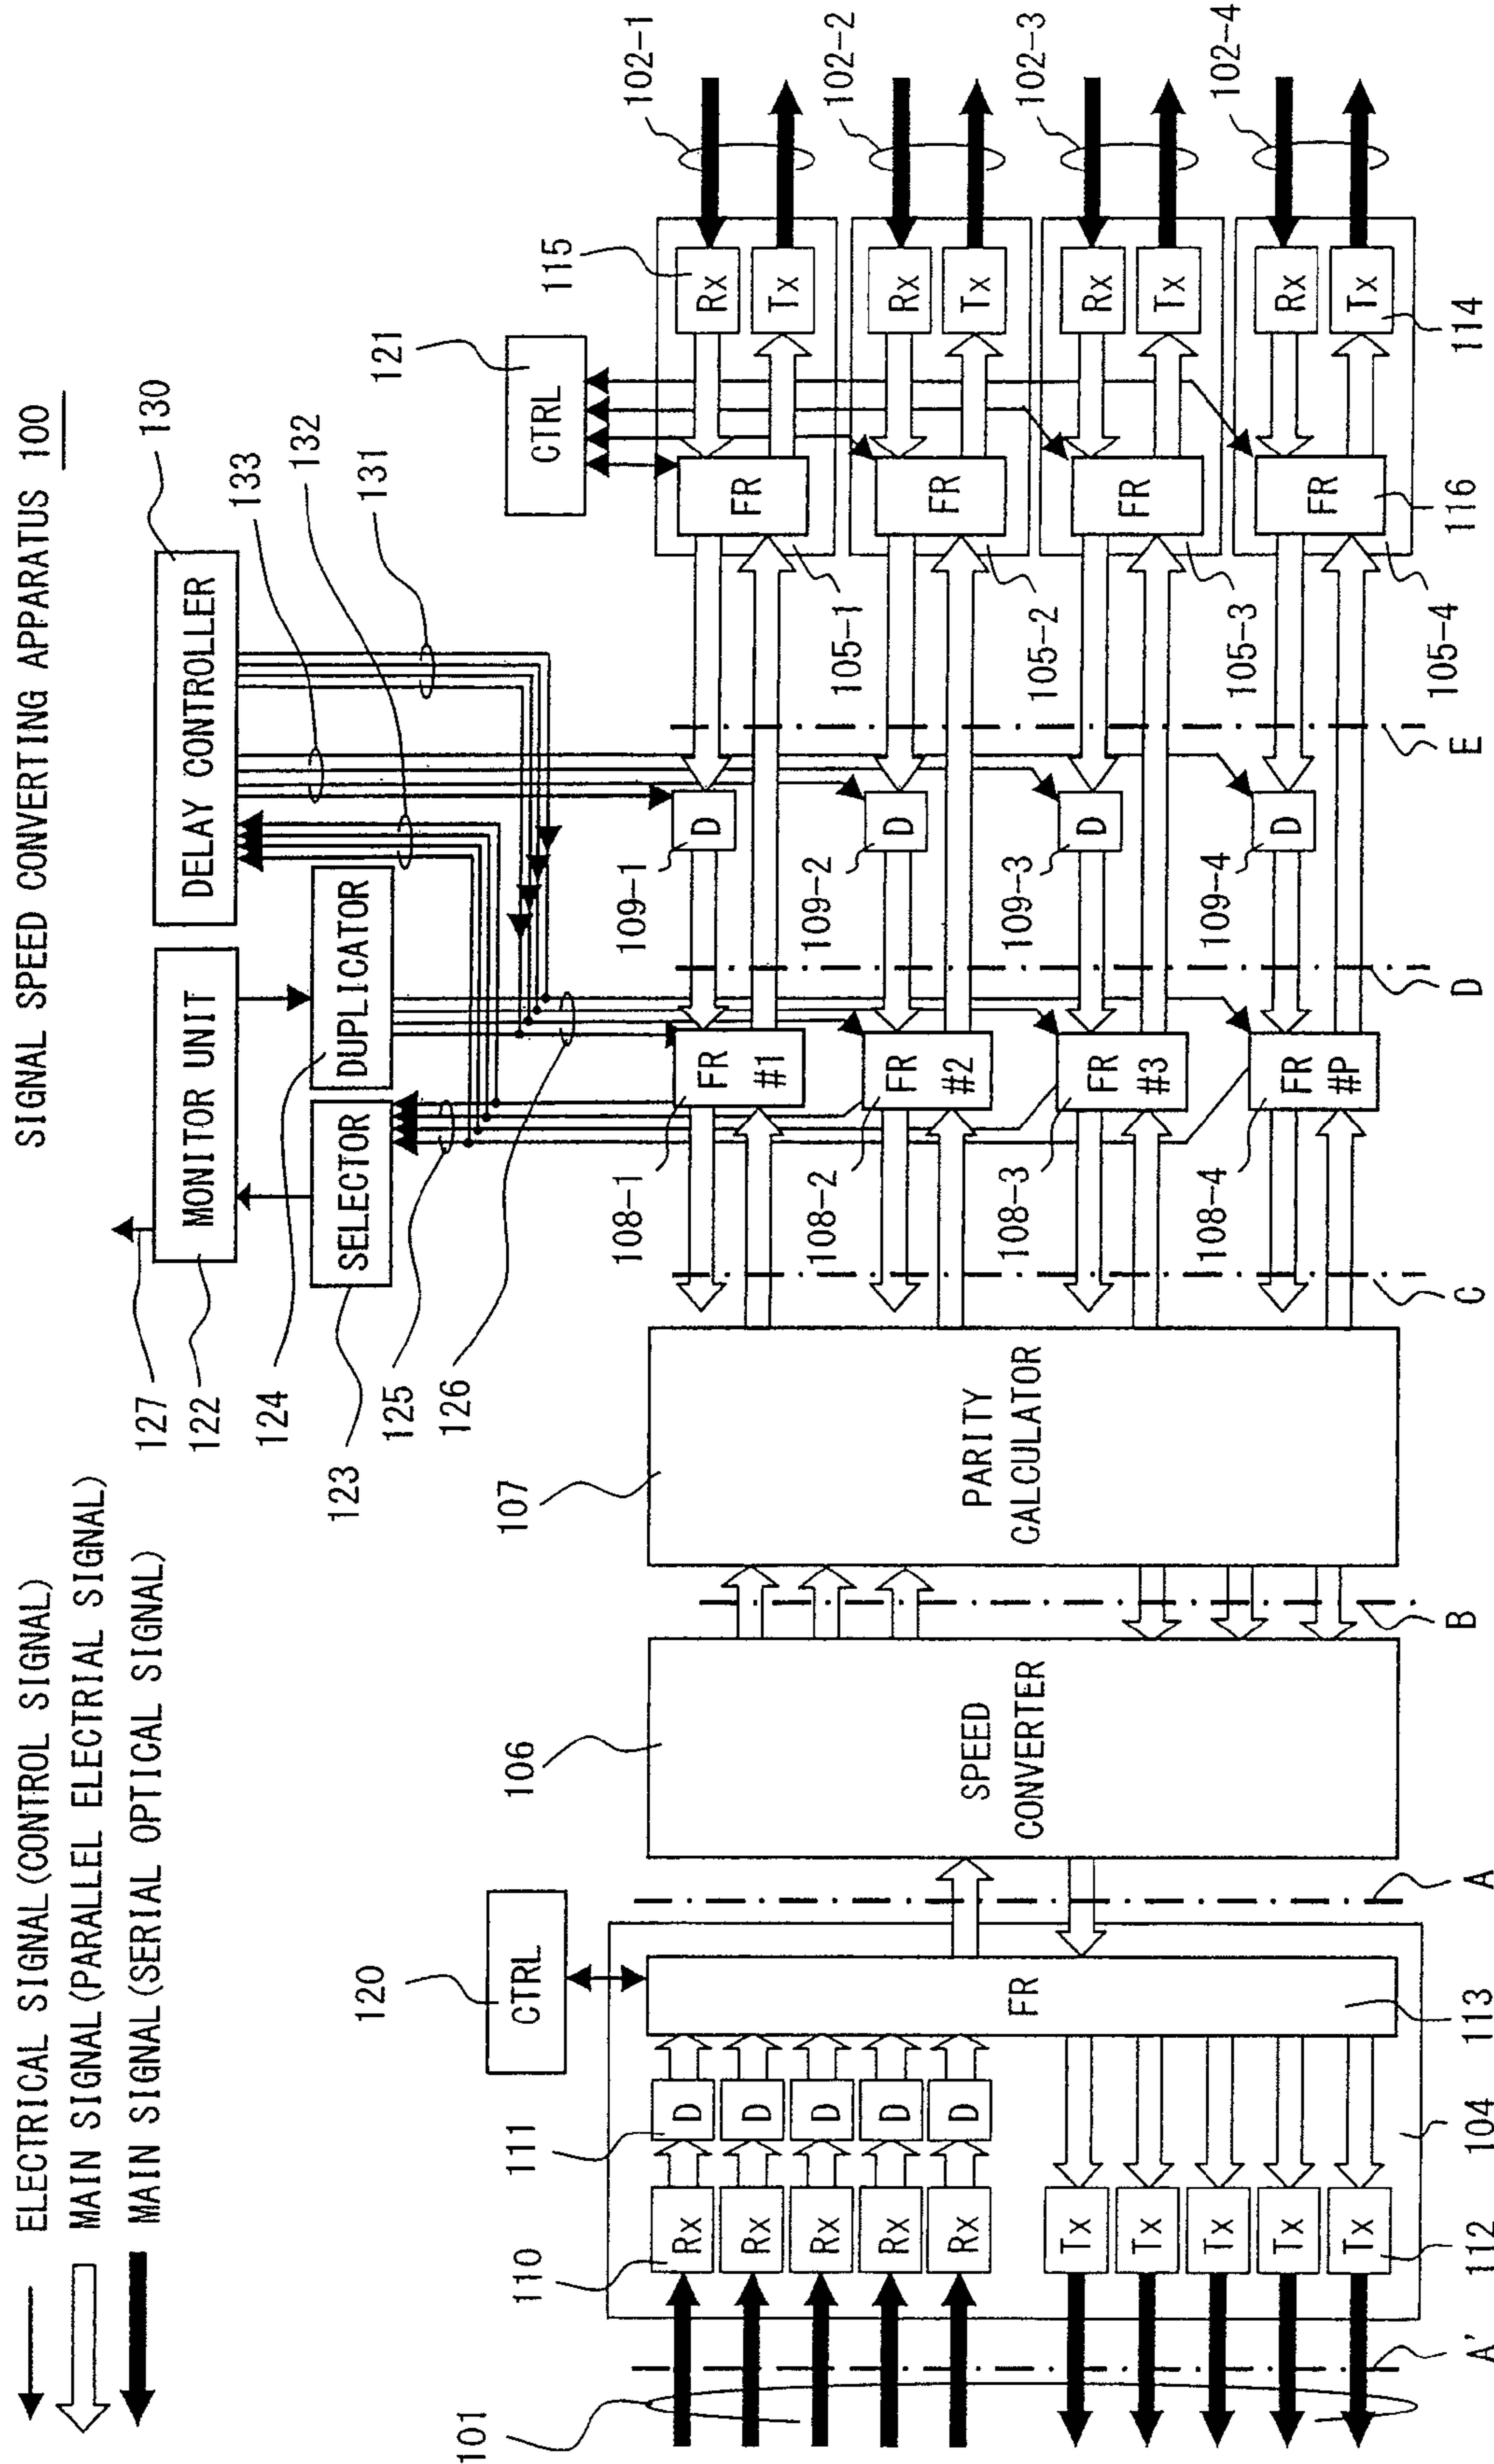 SIGNAL SPEED CONVERTING APPARATUS 100
ELECTRICAL SIGNAL(CONTROL SIGNAL)
MAIN SIGNAL(PARALLEL ELECTRIAL SIGNAL)
MAIN SIGNAL(SERIAL OPTICAL SIGNAL)
127
122
124
123
125
126
MONITOR UNIT
SELECTOR
DUPLICATOR
DELAY CONTROLLER
130
133
132
131
121
CTRL
115
120
CTRL
101
110
111
Rx
Rx
Rx
Rx
Rx
D
D
D
D
D
Tx
Tx
Tx
Tx
Tx
FR
112
104
113
A'
A
106
SPEED
CONVERTER
B
107
PARITY
CALCULATOR
C
108-1
FR
#1
108-2
FR
#2
108-3
FR
#3
108-4
FR
#P
D
109-1
D
109-2
D
109-3
D
109-4
D
E
105-1
FR
Rx
Tx
102-1
105-2
FR
Rx
Tx
102-2
105-3
FR
Rx
Tx
102-3
105-4
FR
Rx
Tx
102-4
116
114